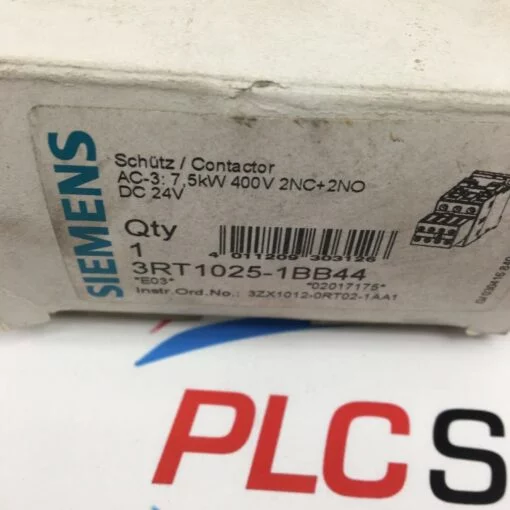 SIEMENS
Schütz / Contactor
AC-3: 7,5kW 400V 2NC+2NO
DC 24V
Qty
1
4 011209 303126
3RT1025-1BB44
"E03" "02017175"
Instr.Ord.No.: 3ZX1012-0RT02-1AA1
PLC S